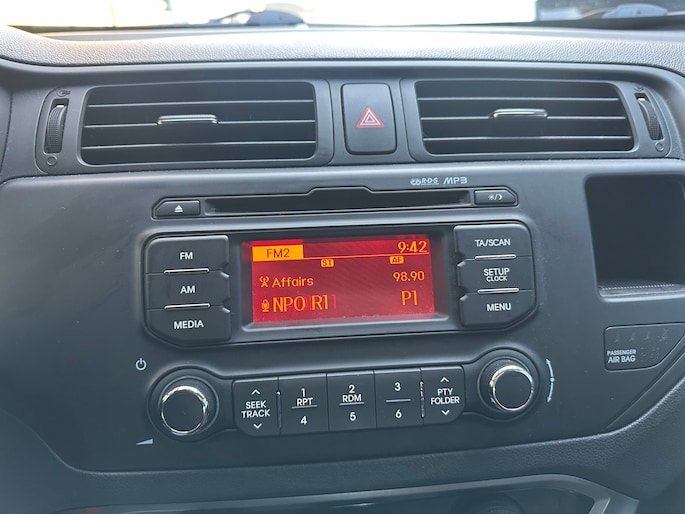 RDS MP3
FM
AM
MEDIA
FM2 9:42
ST AF
Affairs 98.90
NPO R1 P1
TA/SCAN
SETUP
CLOCK
MENU
PASSENGER
AIR BAG
SEEK
TRACK
1
RPT
4
2
RDM
5
3
6
PTY
FOLDER